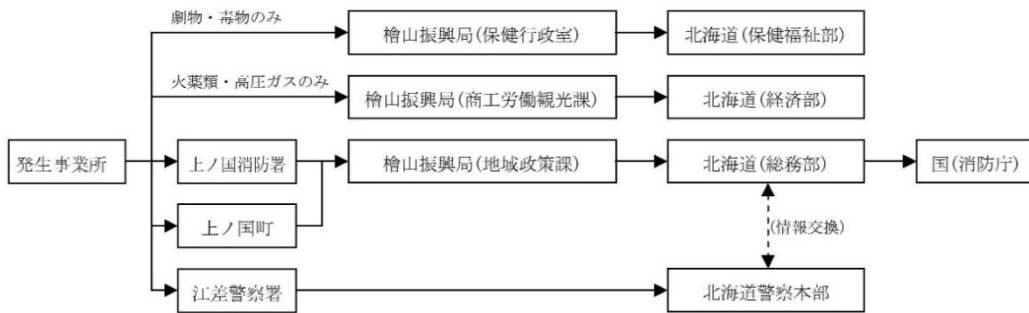 劇物・毒物のみ
檜山振興局(保健行政室)
北海道(保健福祉部)
火薬類・高圧ガスのみ
檜山振興局(商工労働観光課)
北海道(経済部)
発生事業所
上ノ国消防署
檜山振興局(地域政策課)
北海道(総務部)
国(消防庁)
上ノ国町
(情報交換)
江差警察署
北海道警察本部